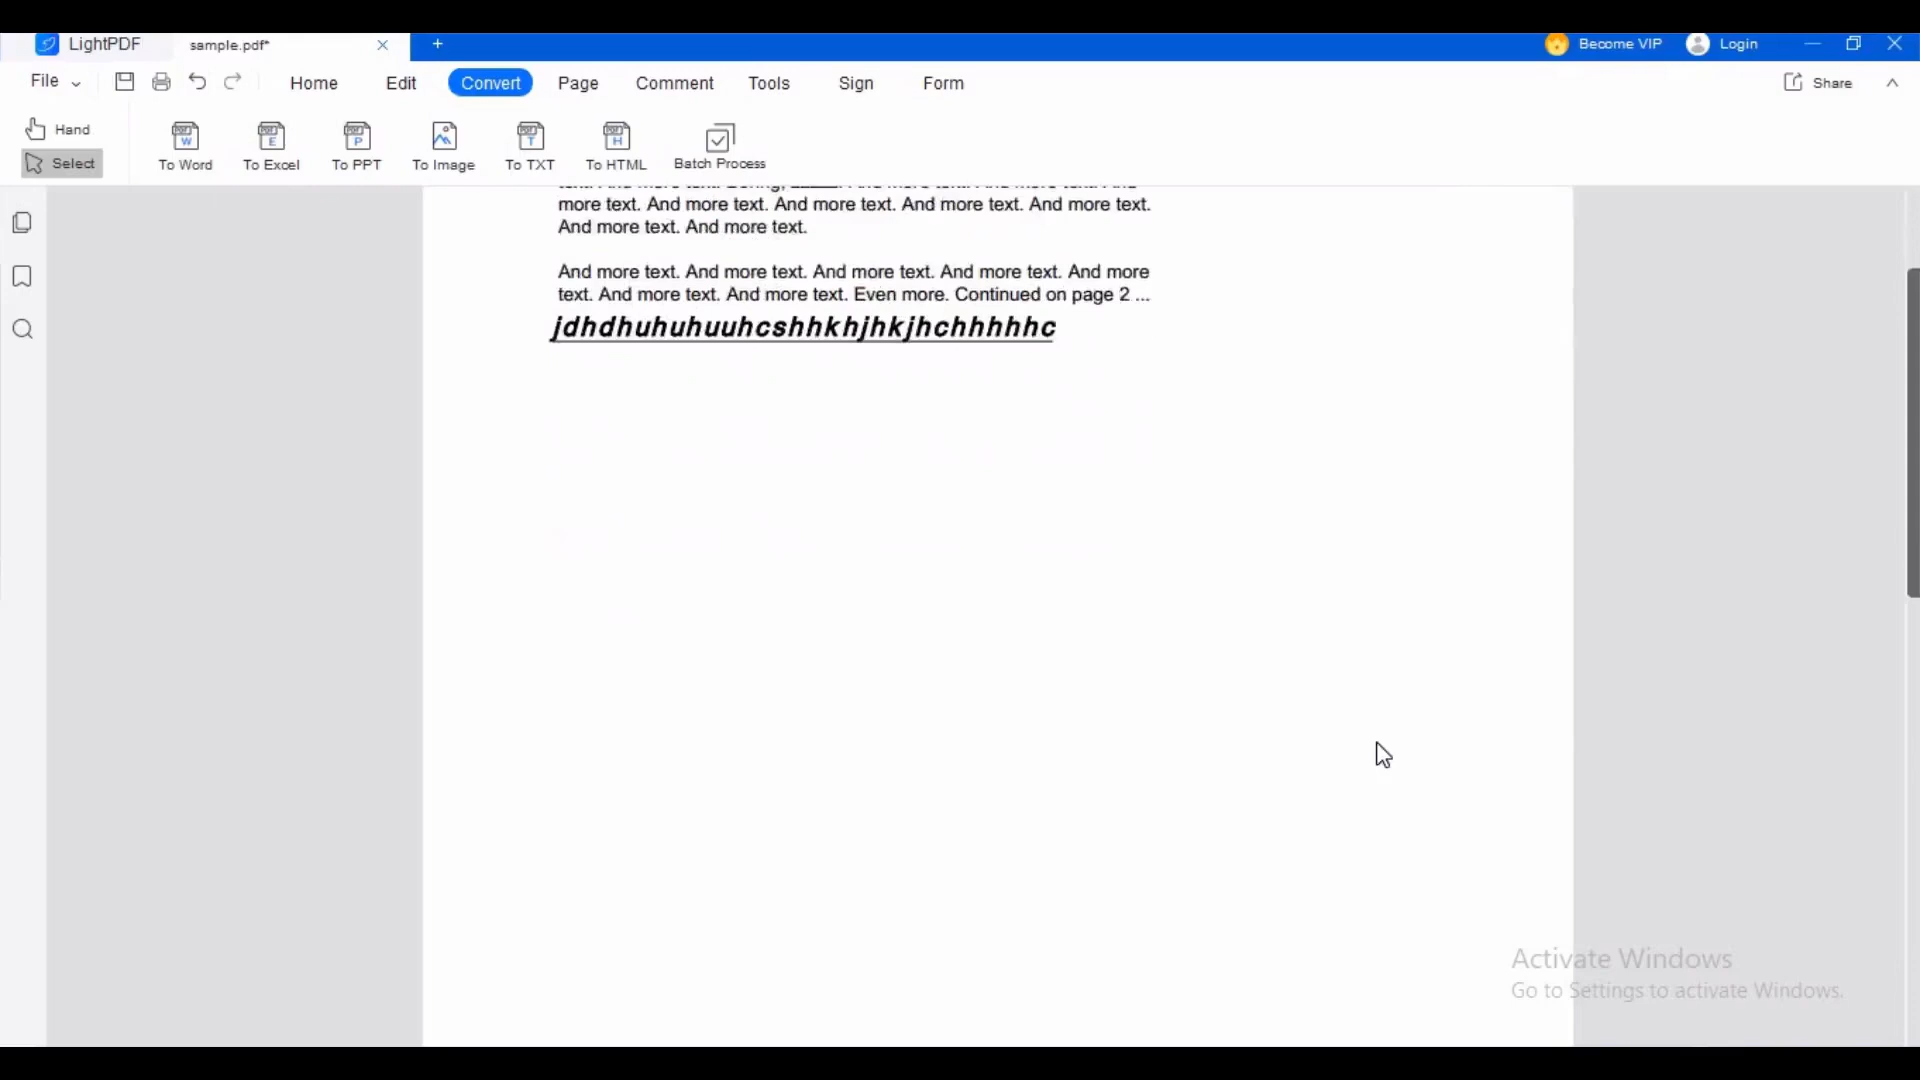 LightPDF
sample.pdf*
Become VIP
Login
File
Home
Edit
Convert
Page
Comment
Tools
Sign
Form
Share
Hand
Select
To Word
To Excel
To PPT
To Image
To TXT
To HTML
Batch Process
more text. And more text. And more text. And more text. And more text.
And more text. And more text.
And more text. And more text. And more text. And more text. And more
text. And more text. And more text. Even more. Continued on page 2 ...
jdhdhuhuhuuhcshhkhjhkjhchhhhhc
Activate Windows
Go to Settings to activate Windows.